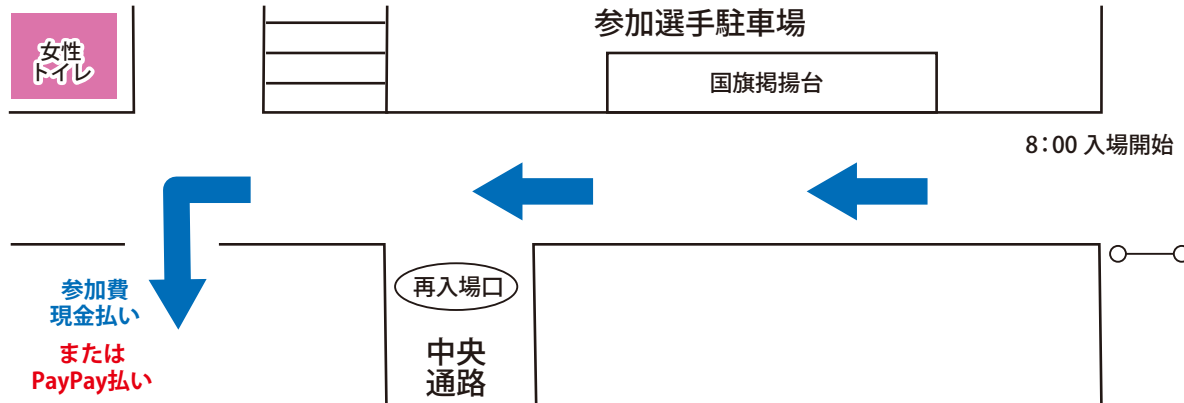 女性
トイレ
参加選手駐車場
国旗掲揚台
8：00 入場開始
参加費
現金払い
または
PayPay払い
再入場口
中央
通路